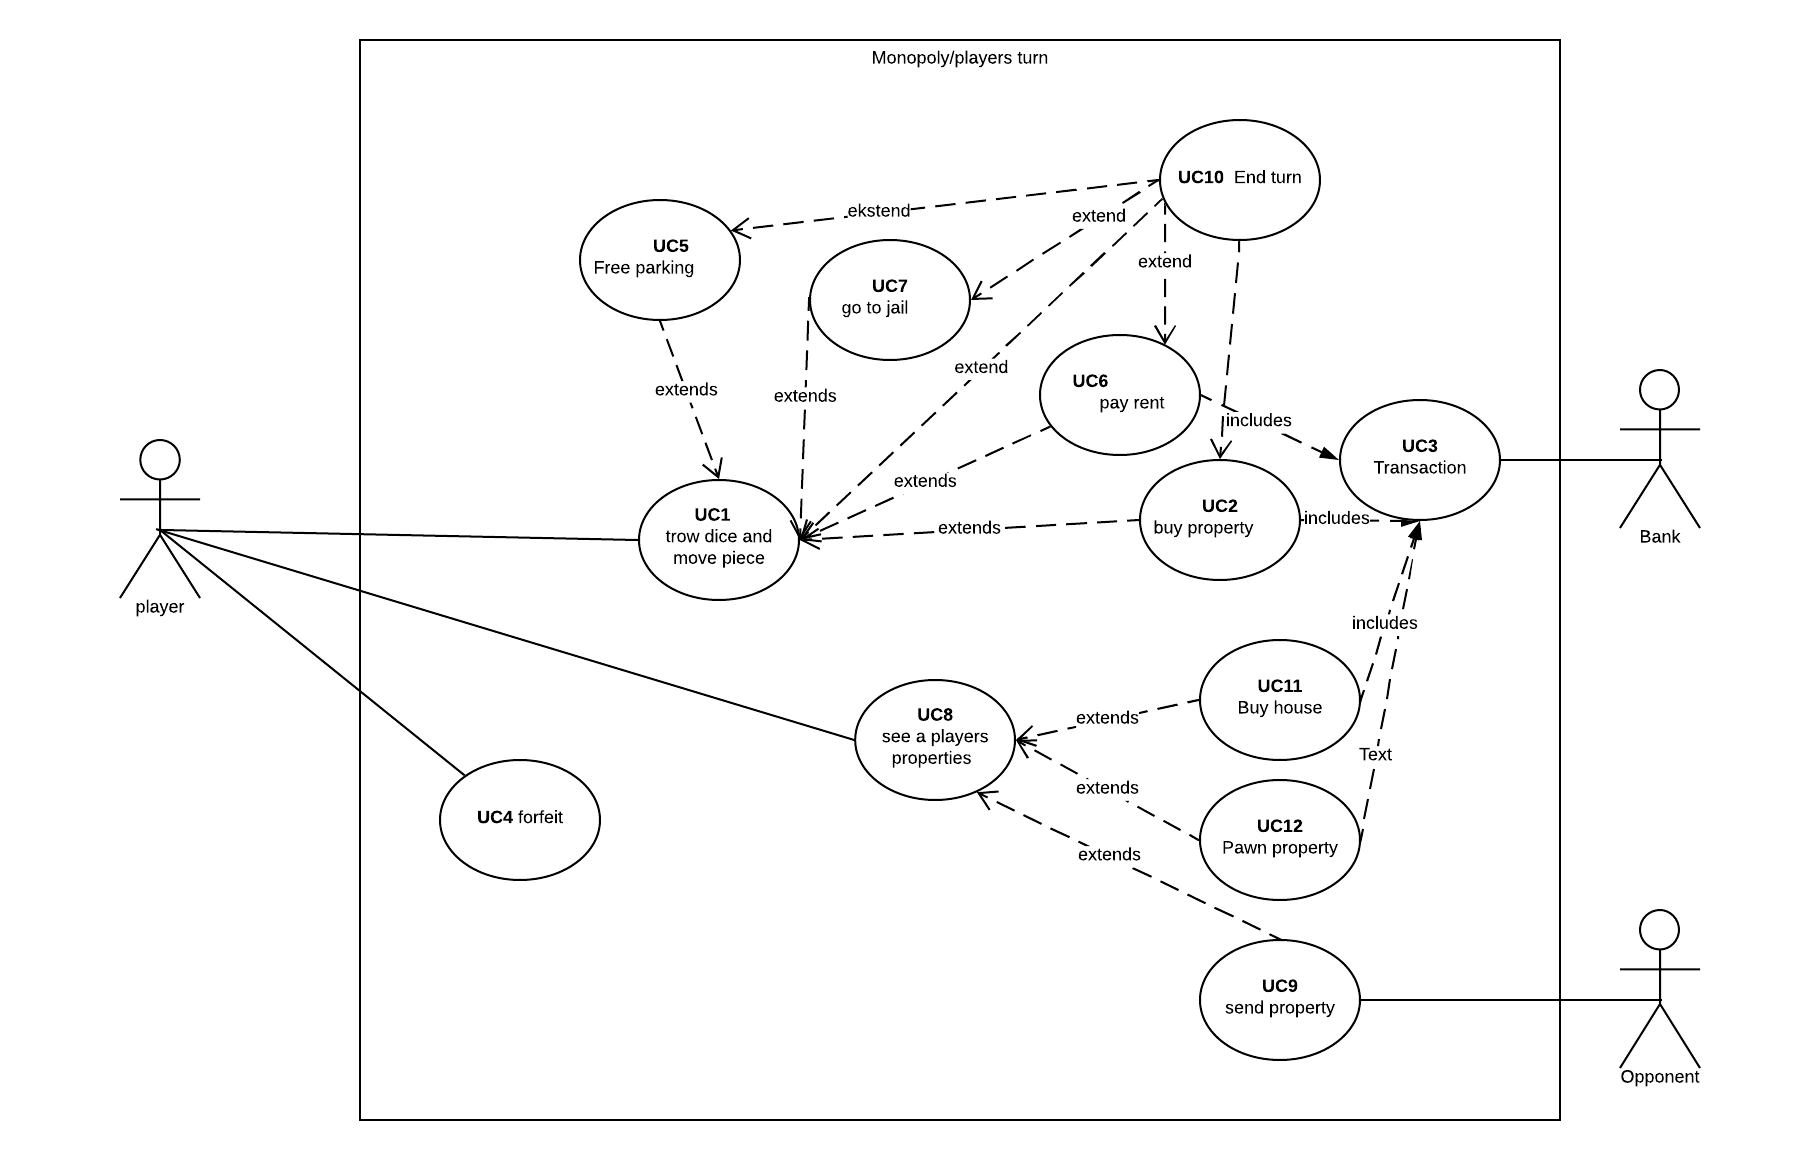 Monopoly/players turn
UC10 End turn
ekstend
extend
UC5
Free parking
extend
UC7
go to jail
extend
UC6
pay rent
extends
extends
includes
UC3
Transaction
extends
UC1
trow dice and
move piece
extends
UC2
buy property
includes
Bank
player
includes
UC11
Buy house
UC8
see a players
properties
extends
Text
extends
UC4 forfeit
UC12
Pawn property
extends
UC9
send property
Opponent